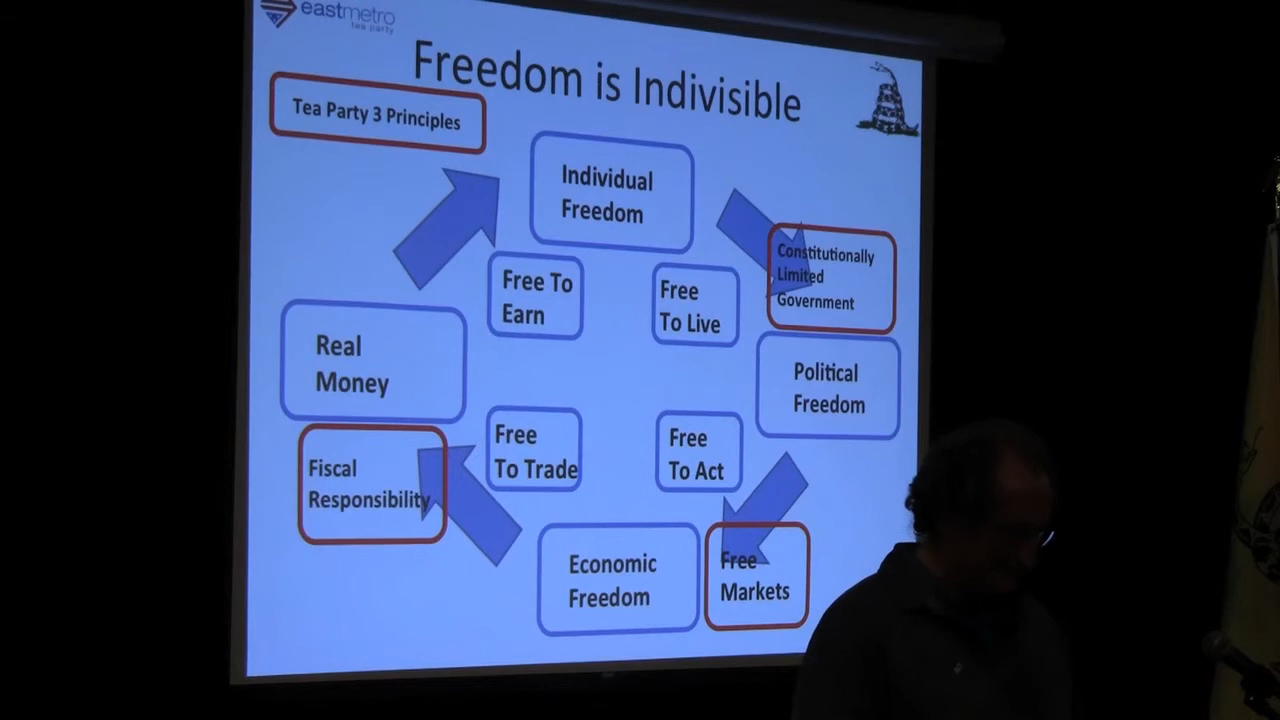 eastmetro
tea party
Freedom is Indivisible
Tea Party 3 Principles
Individual
Freedom
Constitutionally
Limited
Government
Free To
Earn
Free
To Live
Real
Money
Political
Freedom
Free
To Trade
Free
To Act
Fiscal
Responsibility
Economic
Freedom
Free
Markets